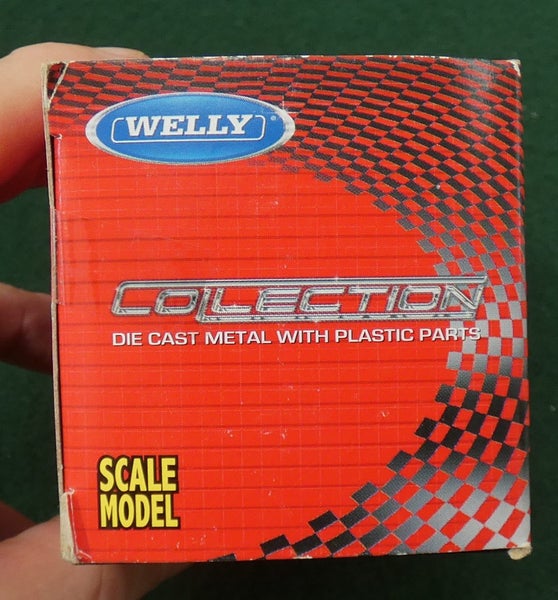 WELLY
COLLECTION
DIE CAST METAL WITH PLASTIC PARTS
SCALE
MODEL